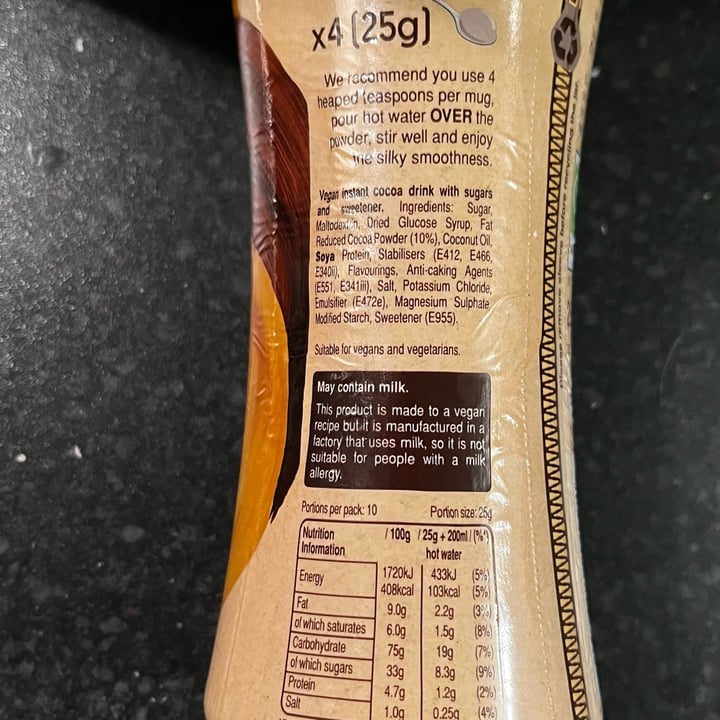 x4 (25g)
We recommend you use 4
heaped teaspoons per mug,
pour hot water OVER the
powder, stir well and enjoy
the silky smoothness.
Vegan instant cocoa drink with sugars
and sweetener. Ingredients: Sugar,
Maltodextrin, Dried Glucose Syrup, Fat
Reduced Cocoa Powder (10%), Coconut Oil,
Soya Protein, Stabilisers (E412, E466,
E340ii), Flavourings, Anti-caking Agents
(E551, E341iii), Salt, Potassium Chloride,
Emulsifier (E472e), Magnesium Sulphate,
Modified Starch, Sweetener (E955).
Suitable for vegans and vegetarians.
May contain milk.
This product is made to a vegan
recipe but it is manufactured in a
factory that uses milk, so it is not
suitable for people with a milk
allergy.
Portions per pack: 10 Portion size: 25g
Nutrition /100g /25g + 200ml /(%*)
Information hot water
Energy 1720kJ 433kJ (5%)
408kcal 103kcal (5%)
Fat 9.0g 2.2g (3%)
of which saturates 6.0g 1.5g (8%)
Carbohydrate 75g 19g (7%)
of which sugars 33g 8.3g (9%)
Protein 4.7g 1.2g (2%)
Salt 1.0g 0.25g (4%)
before recycling the jar